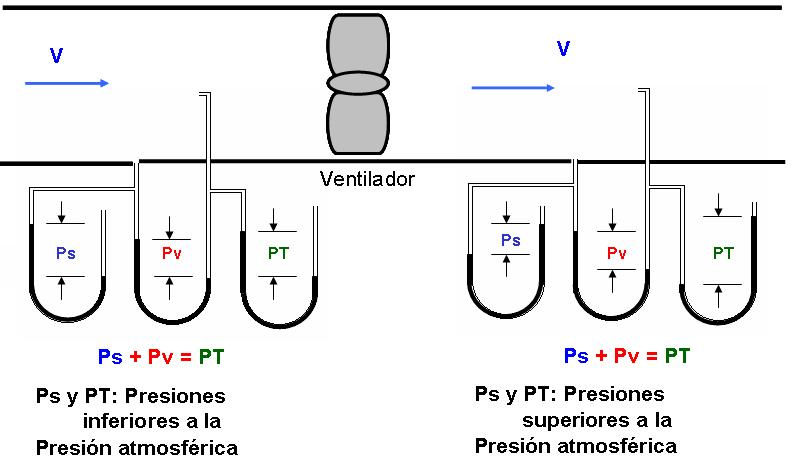 V
V
Ventilador
Ps
Pv
PT
Ps
Pv
PT
Ps + Pv = PT
Ps + Pv = PT
Ps y PT: Presiones
inferiores a la
Presión atmosférica
Ps y PT: Presiones
superiores a la
Presión atmosférica